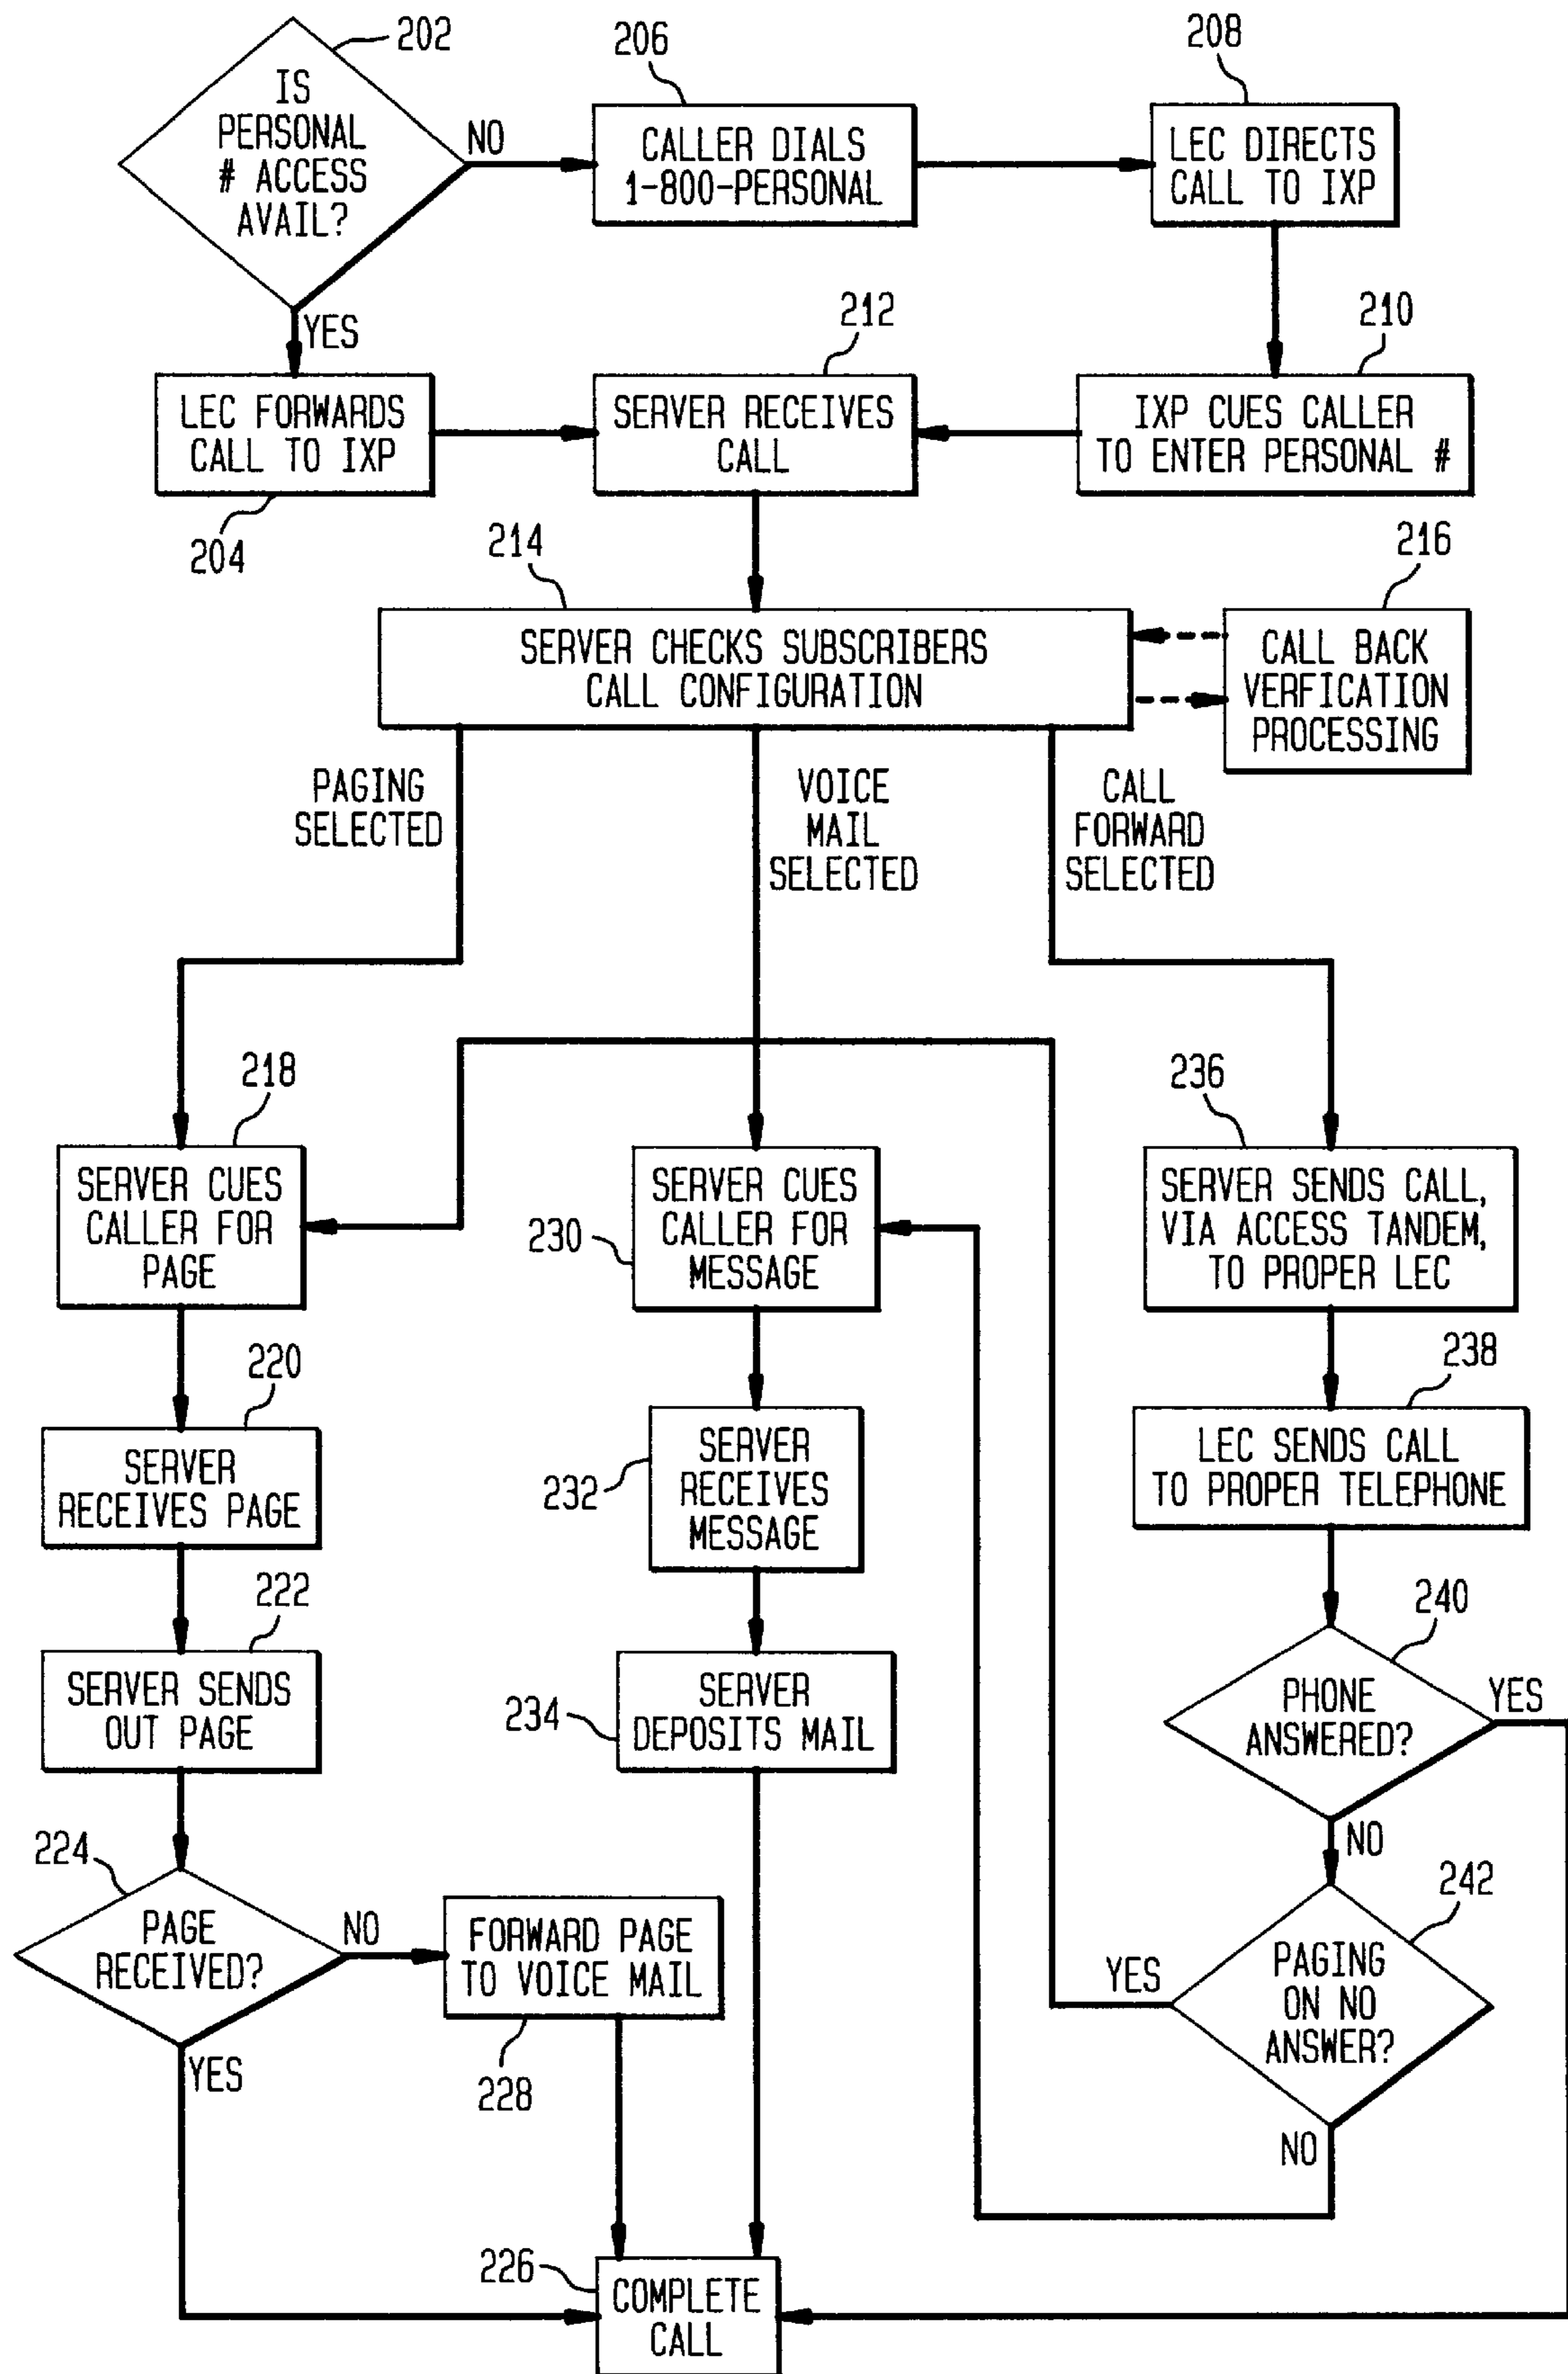 202
IS
PERSONAL
# ACCESS
AVAIL?
NO
YES
206
CALLER DIALS
1-800-PERSONAL
208
LEC DIRECTS
CALL TO IXP
LEC FORWARDS
CALL TO IXP
204
212
SERVER RECEIVES
CALL
210
IXP CUES CALLER
TO ENTER PERSONAL #
214
SERVER CHECKS SUBSCRIBERS
CALL CONFIGURATION
216
CALL BACK
VERFICATION
PROCESSING
PAGING
SELECTED
VOICE
MAIL
SELECTED
CALL
FORWARD
SELECTED
218
SERVER CUES
CALLER FOR
PAGE
230
SERVER CUES
CALLER FOR
MESSAGE
236
SERVER SENDS CALL,
VIA ACCESS TANDEM,
TO PROPER LEC
220
SERVER
RECEIVES PAGE
232
SERVER
RECEIVES
MESSAGE
238
LEC SENDS CALL
TO PROPER TELEPHONE
222
SERVER SENDS
OUT PAGE
234
SERVER
DEPOSITS MAIL
240
PHONE
ANSWERED?
YES
NO
224
PAGE
RECEIVED?
NO
YES
FORWARD PAGE
TO VOICE MAIL
228
242
PAGING
ON NO
ANSWER?
YES
NO
226
COMPLETE
CALL